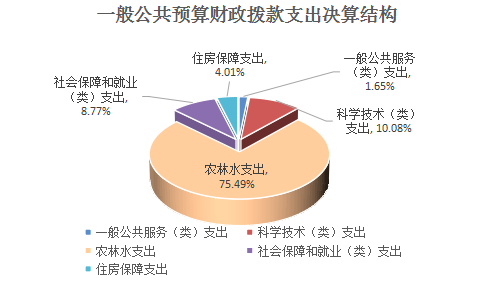 一般公共预算财政拨款支出决算结构
住房保障支出,
4.01%
一般公共服务
（类）支出,
1.65%
社会保障和就业
（类）支出,
8.77%
科学技术（类）
支出, 10.08%
农林水支出,
75.49%
一般公共服务（类）支出
科学技术（类）支出
农林水支出
社会保障和就业（类）支出
住房保障支出